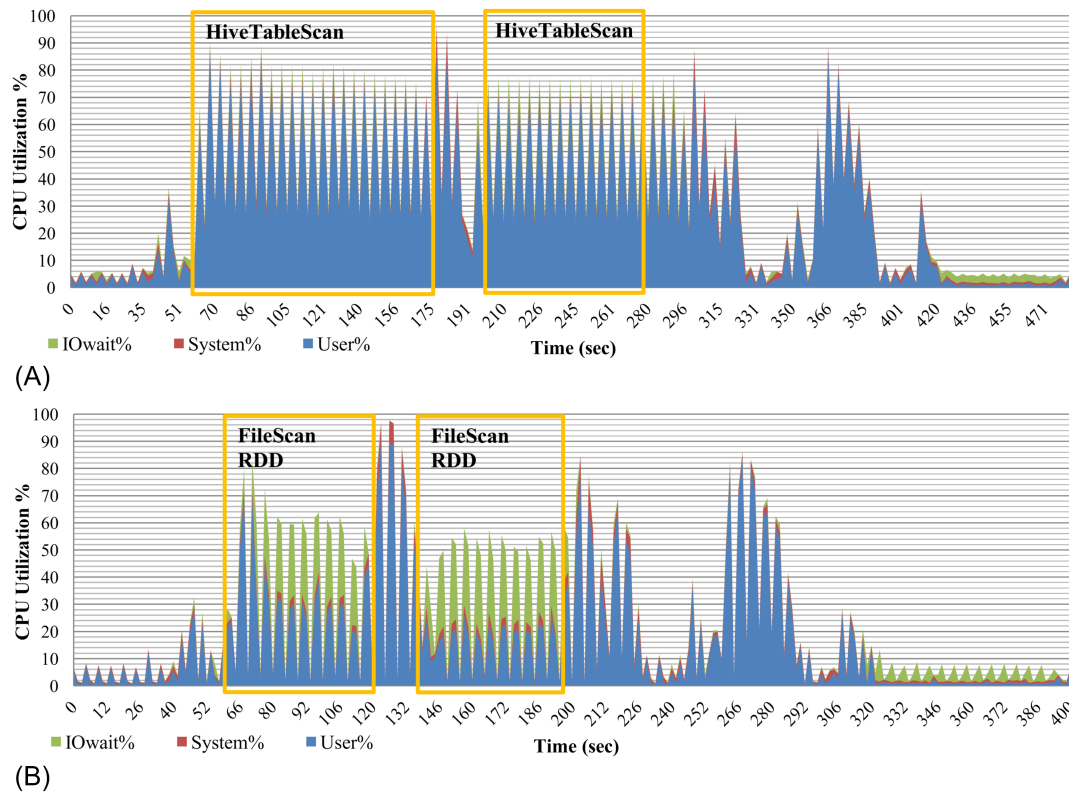 100
90
HiveTableScan
HiveTableScan
80
70
60
50
40
30
20
10
0
CPU Utilization %
0 16 35 51 70 86 105 121 140 156 175 191 210 226 245 261 280 296 315 331 350 366 385 401 420 436 455 471
IOwait% System% User%
Time (sec)
(A)
100
90
FileScan
RDD
FileScan
RDD
80
70
60
50
40
30
20
10
0
CPU Utilization %
0 12 26 40 52 66 80 92 106 120 132 146 160 172 186 200 212 226 240 252 266 280 292 306 320 332 346 360 372 386 400
IOwait% System% User%
Time (sec)
(B)